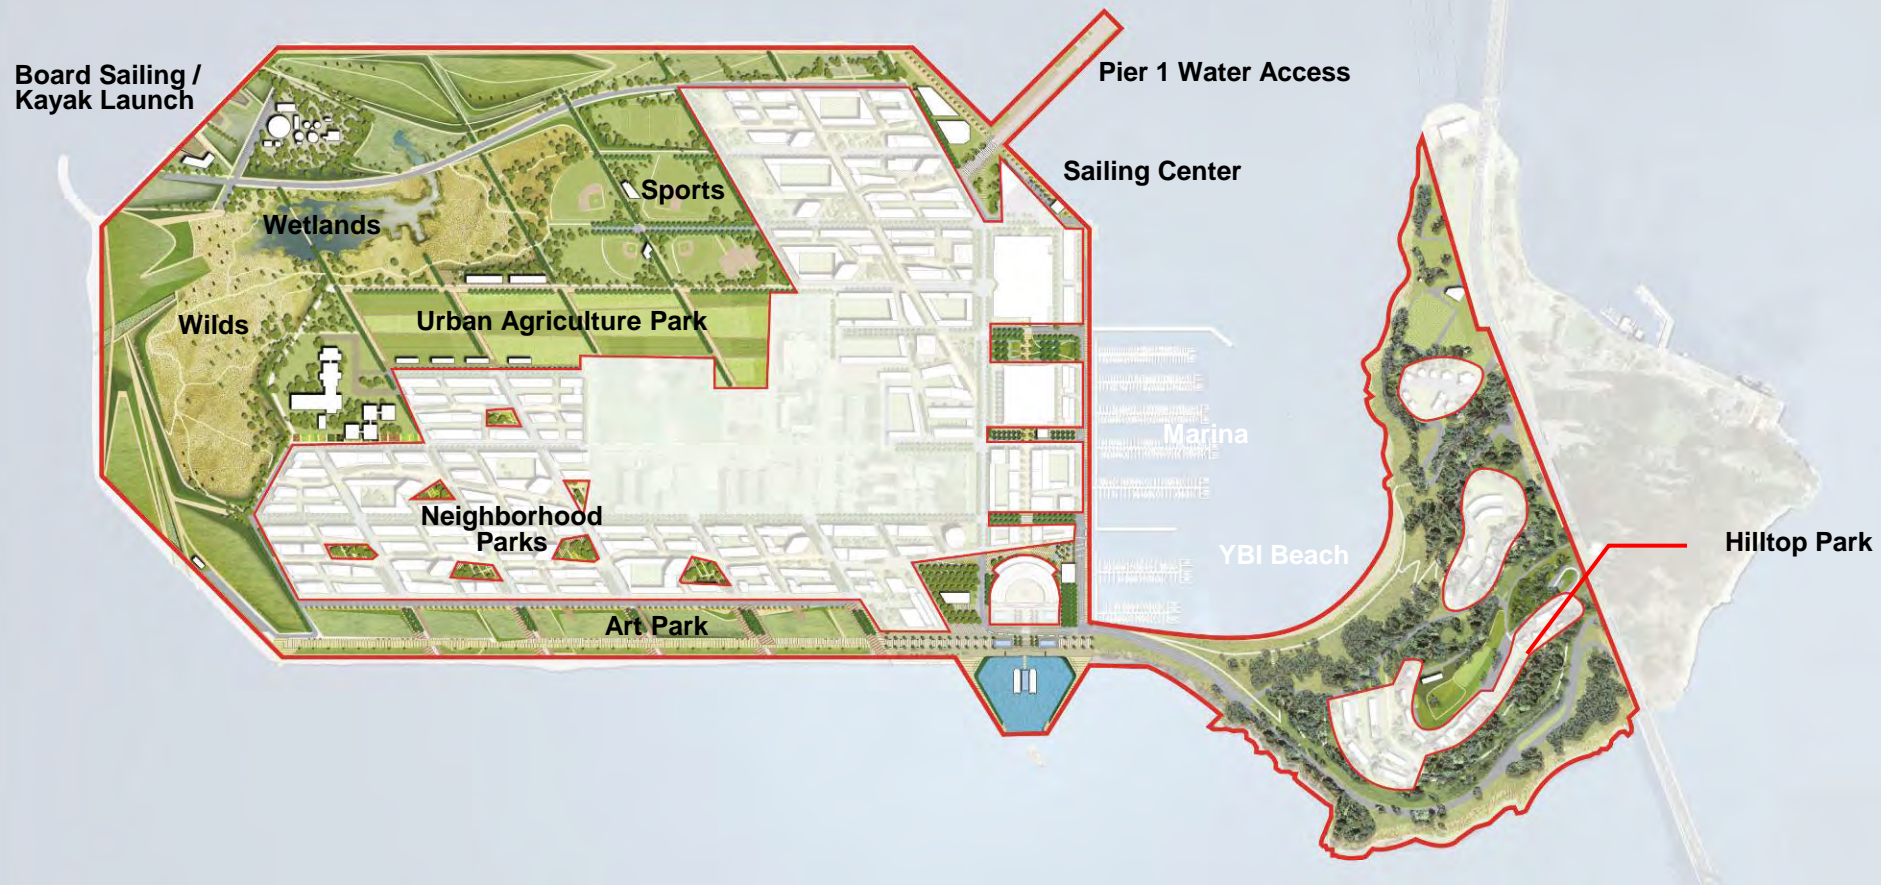 Board Sailing /
Kayak Launch
Pier 1 Water Access
Sailing Center
Sports
Wetlands
Wilds
Urban Agriculture Park
Marina
Neighborhood
Parks
YBI Beach
Hilltop Park
Art Park